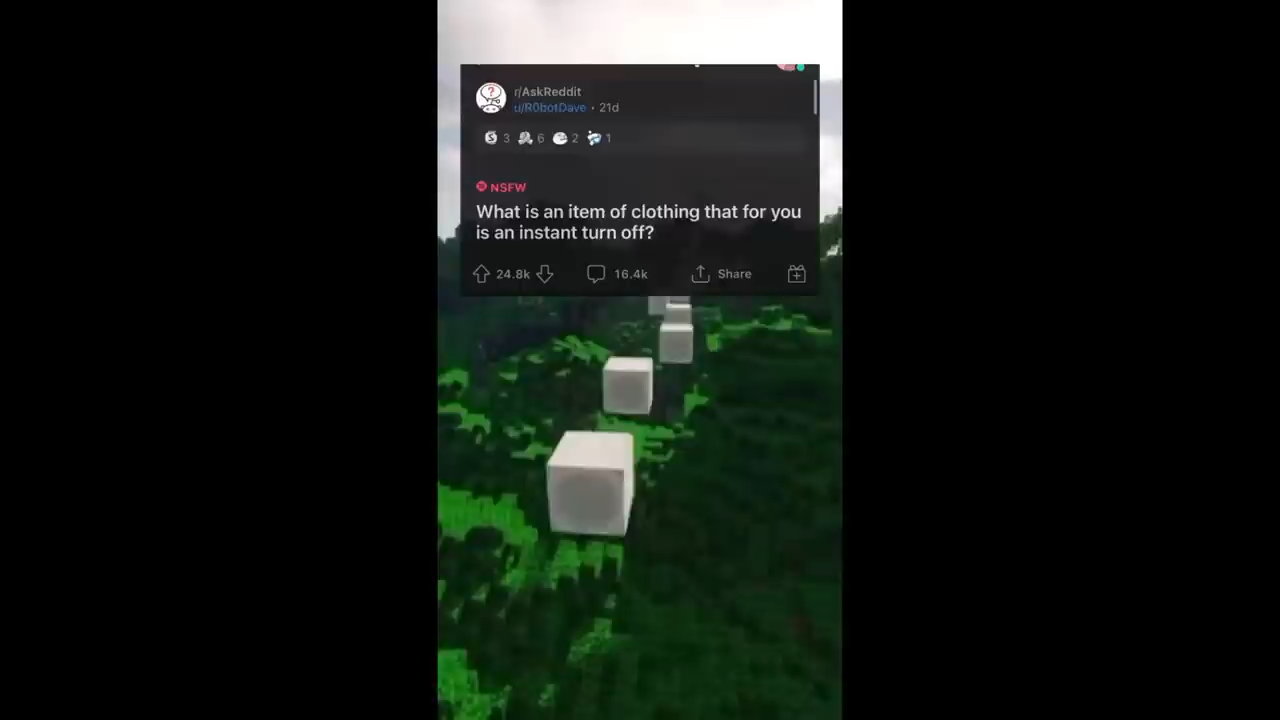 r/AskReddit
u/R0botDave · 21d
3 6 2 1
NSFW
What is an item of clothing that for you
is an instant turn off?
24.8k 16.4k Share